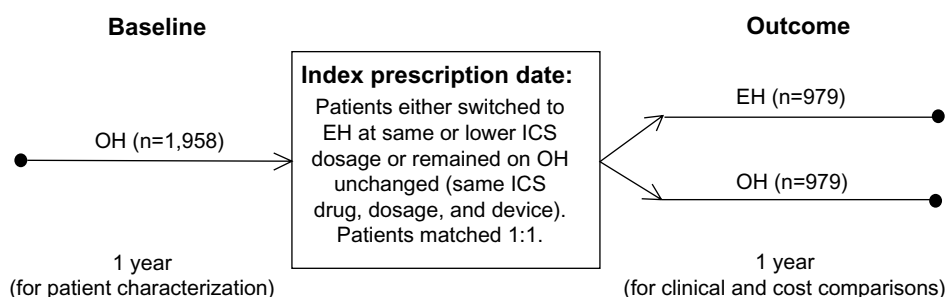 Baseline
Outcome
OH (n=1,958)
Index prescription date:
Patients either switched to
EH at same or lower ICS
dosage or remained on OH
unchanged (same ICS
drug, dosage, and device).
Patients matched 1:1.
EH (n=979)
OH (n=979)
1 year
(for patient characterization)
1 year
(for clinical and cost comparisons)